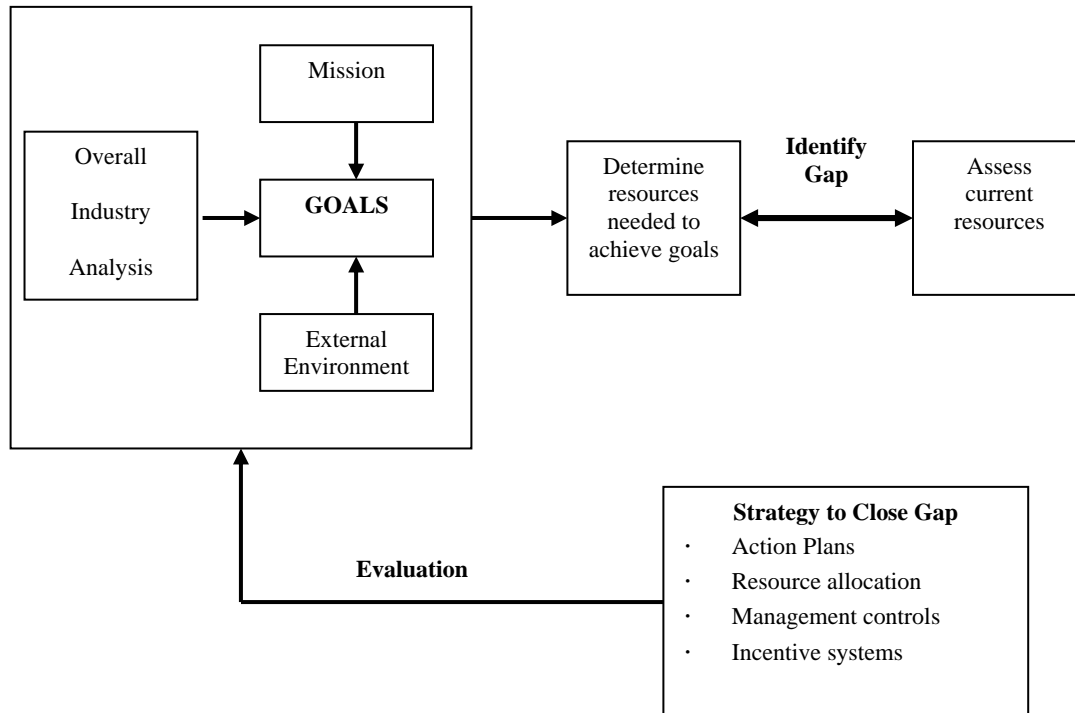 Mission
Overall
Industry
Analysis
GOALS
External
Environment
Determine
resources
needed to
achieve goals
Identify
Gap
Assess
current
resources
Evaluation
Strategy to Close Gap
· Action Plans
· Resource allocation
· Management controls
· Incentive systems